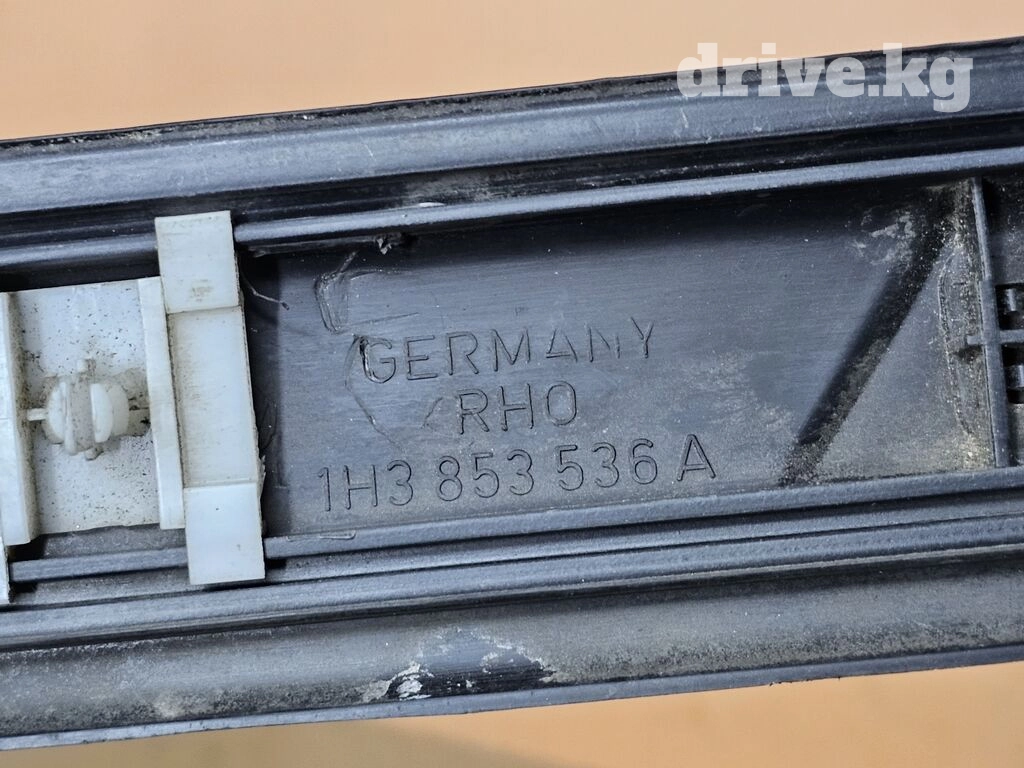 drive.kg
GERMANY
RHO
1H3 853 536 A